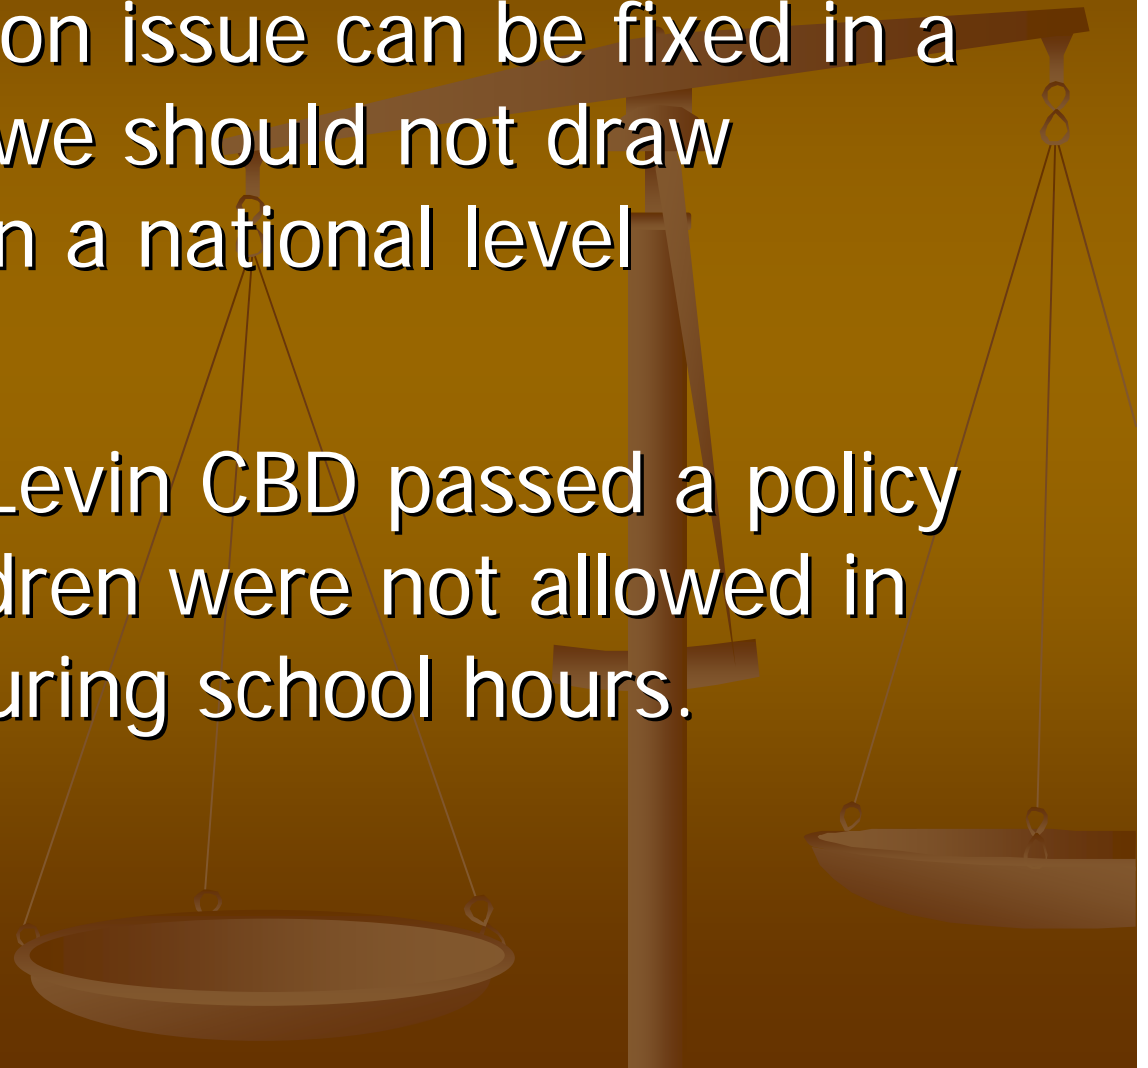 on issue can be fixed in a
we should not draw
n a national level
Levin CBD passed a policy
dren were not allowed in
uring school hours.